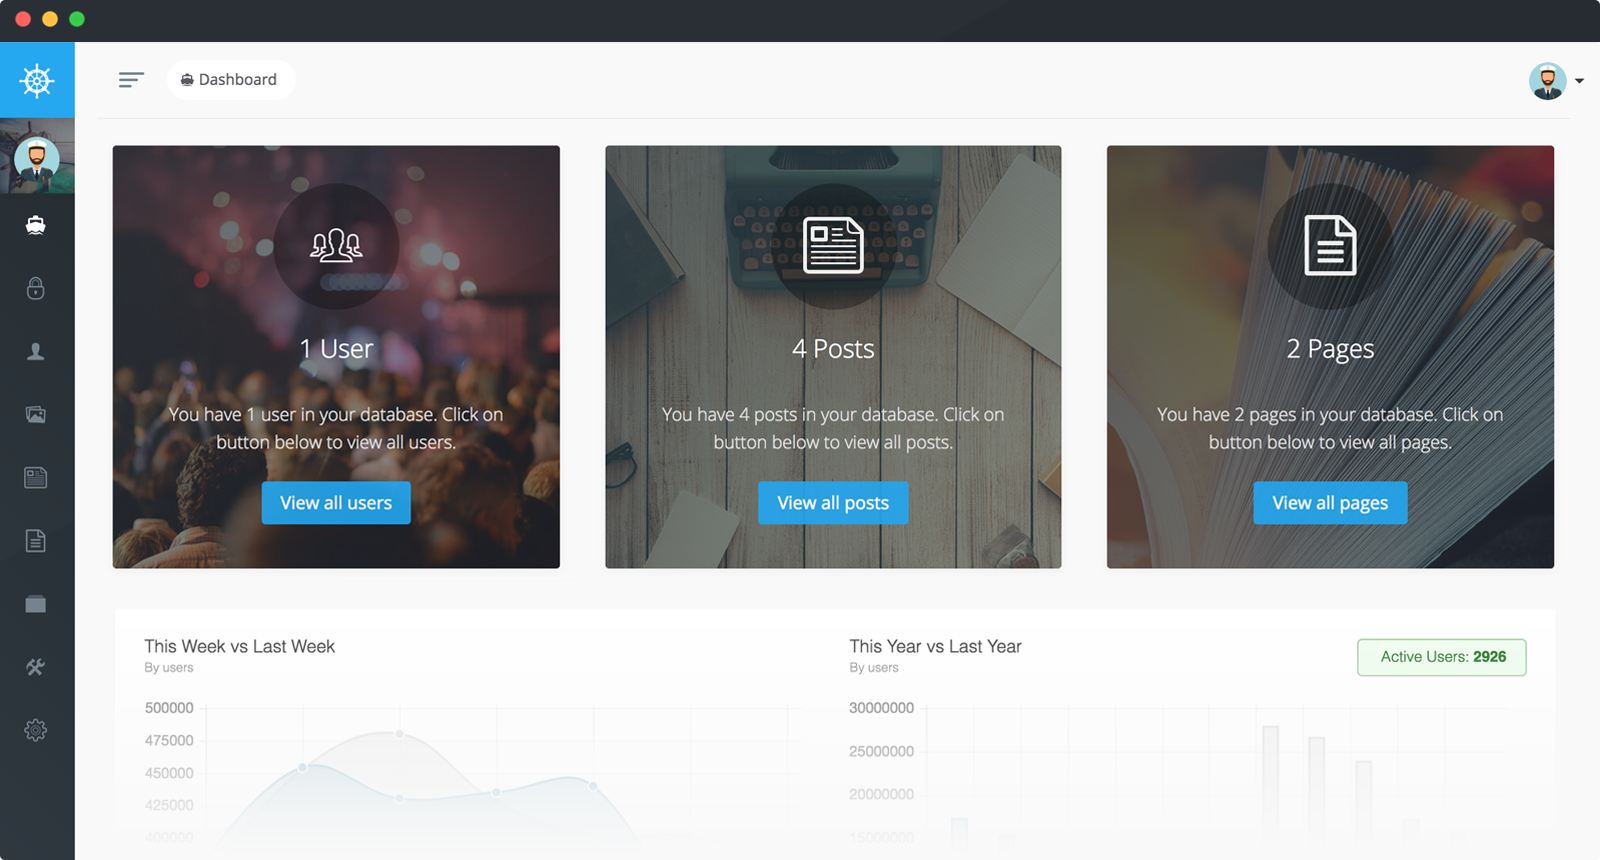 Dashboard
1 User
You have 1 user in your database. Click on
button below to view all users.
View all users
4 Posts
You have 4 posts in your database. Click on
button below to view all posts.
View all posts
2 Pages
You have 2 pages in your database. Click on
button below to view all pages.
View all pages
This Week vs Last Week
By users
500000
475000
450000
425000
400000
This Year vs Last Year
By users
Active Users: 2926
30000000
25000000
20000000
15000000